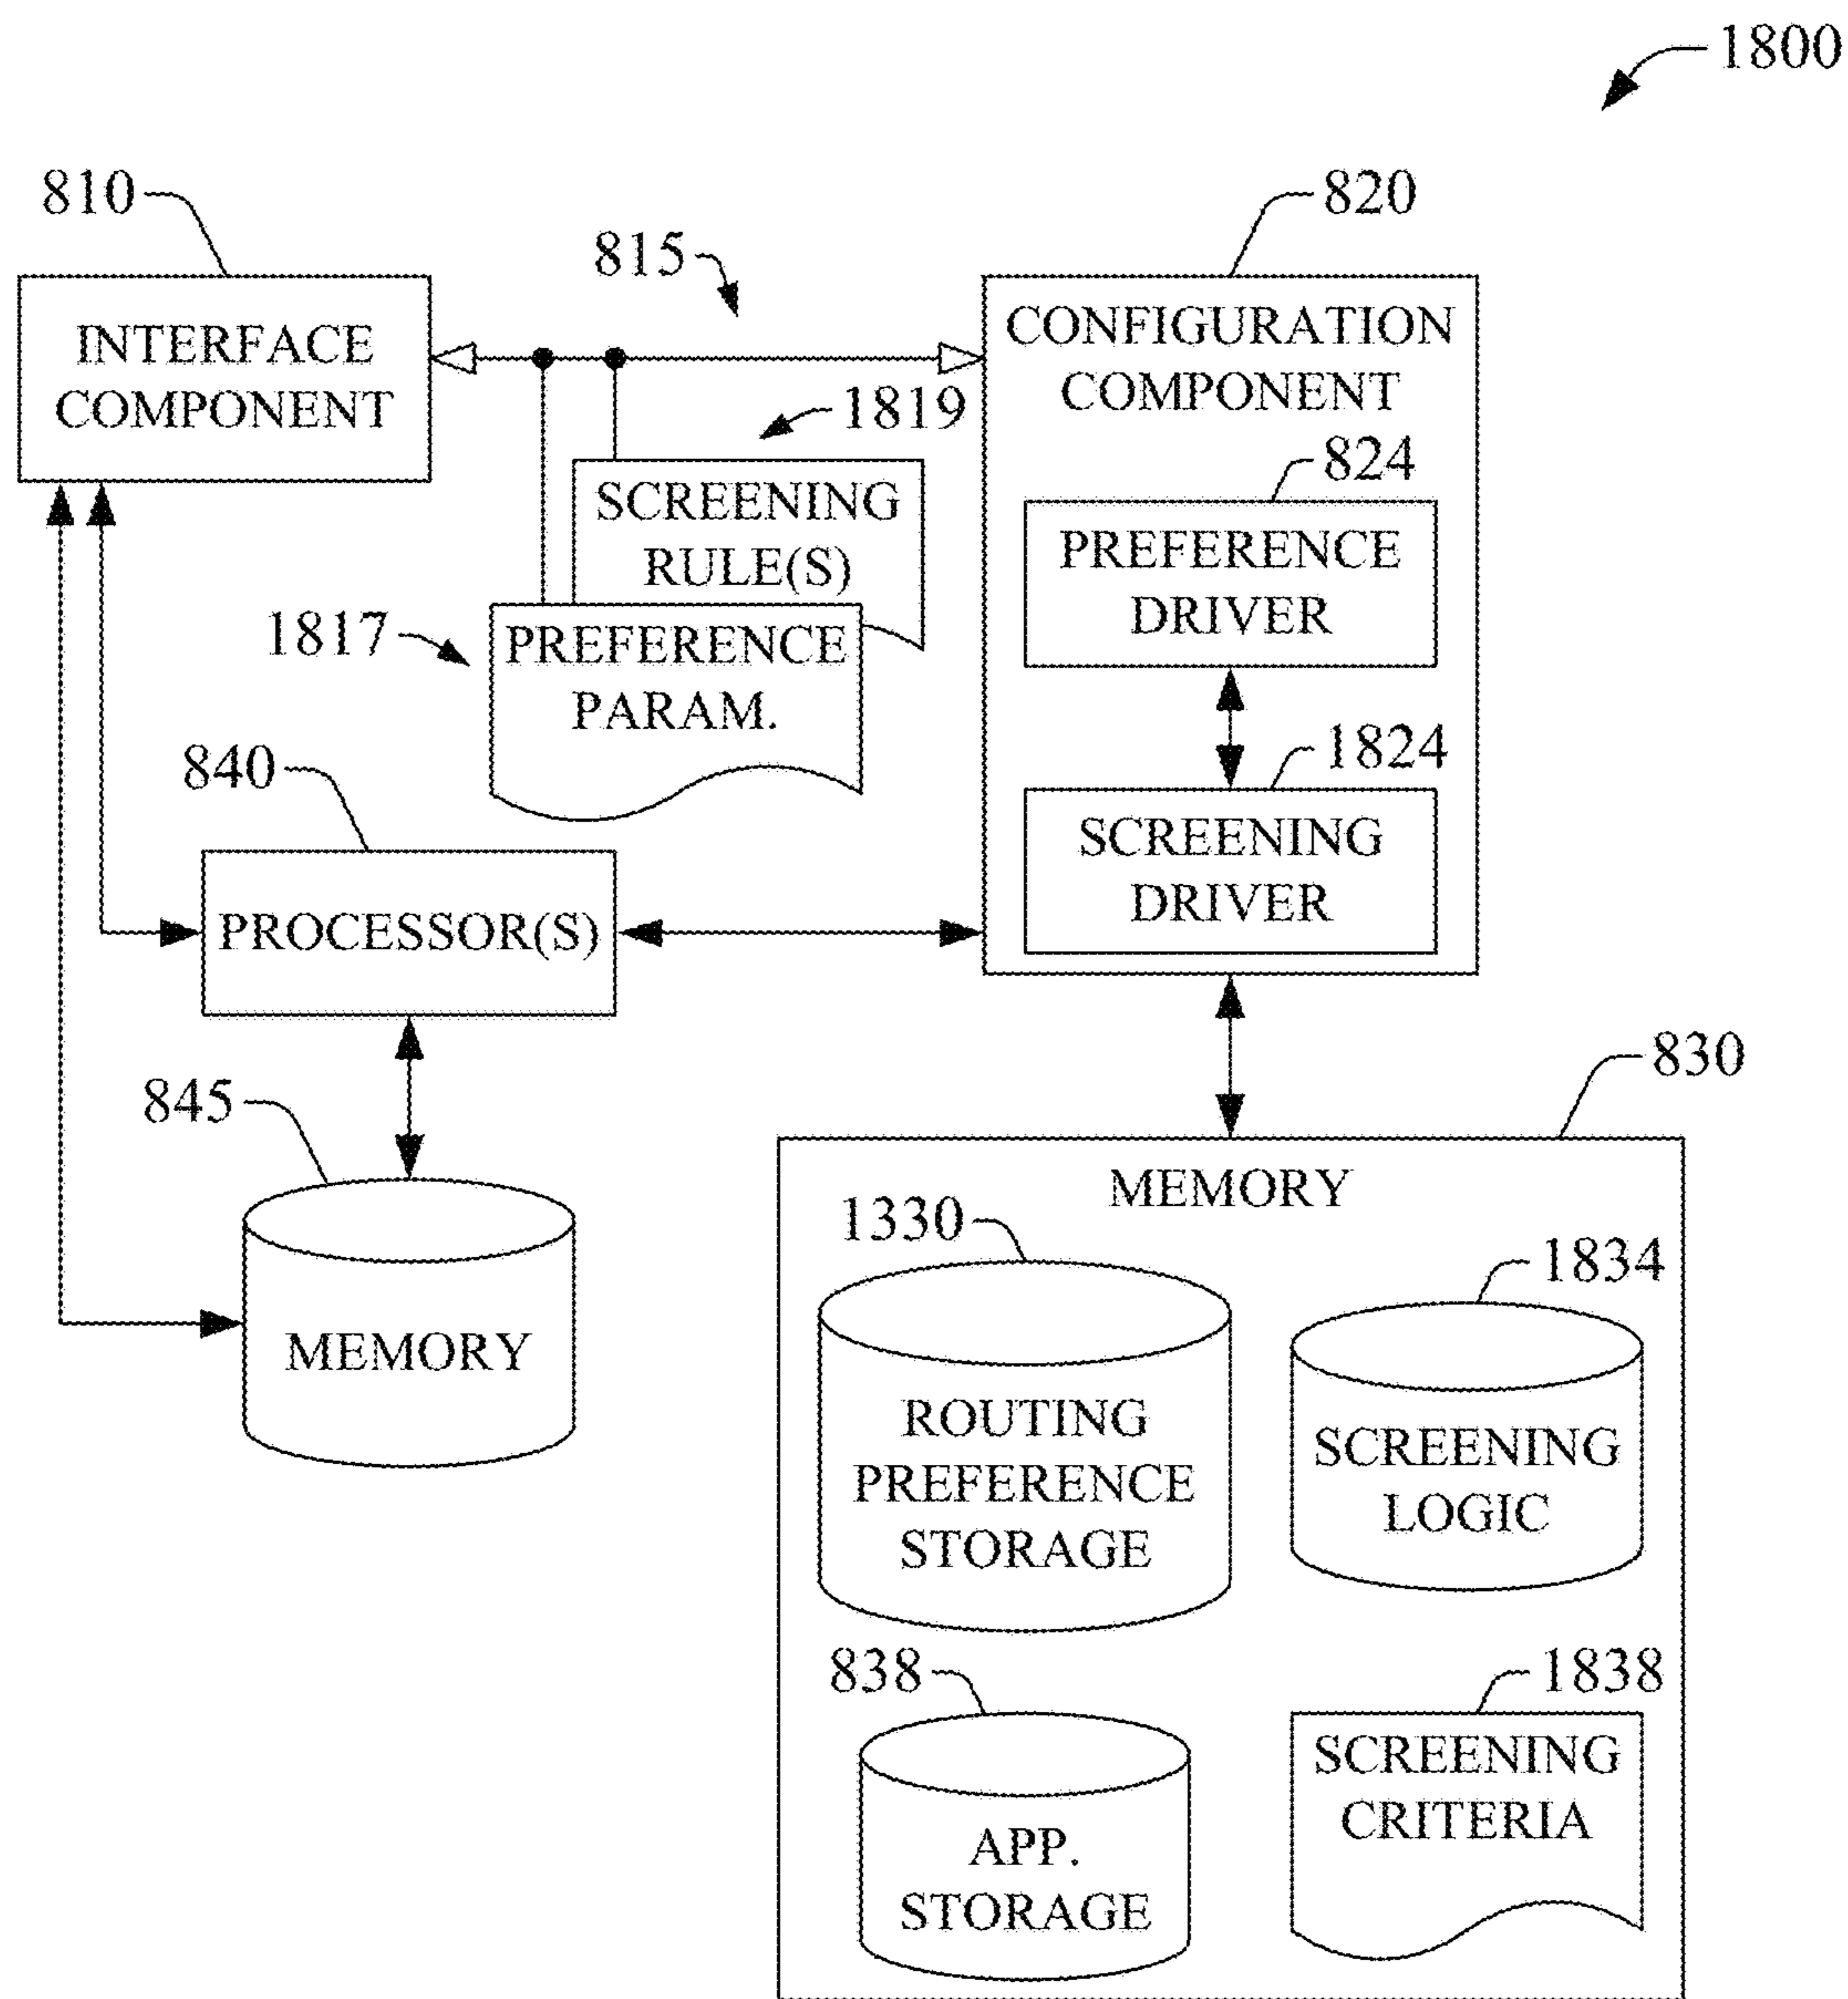 1800
810
820
815
INTERFACE
COMPONENT
CONFIGURATION
COMPONENT
1819
824
SCREENING
RULE(S)
PREFERENCE
DRIVER
1817
PREFERENCE
PARAM.
840
1824
SCREENING
DRIVER
PROCESSOR(S)
830
845
MEMORY
MEMORY
1330
1834
ROUTING
PREFERENCE
STORAGE
SCREENING
LOGIC
838
1838
APP.
STORAGE
SCREENING
CRITERIA